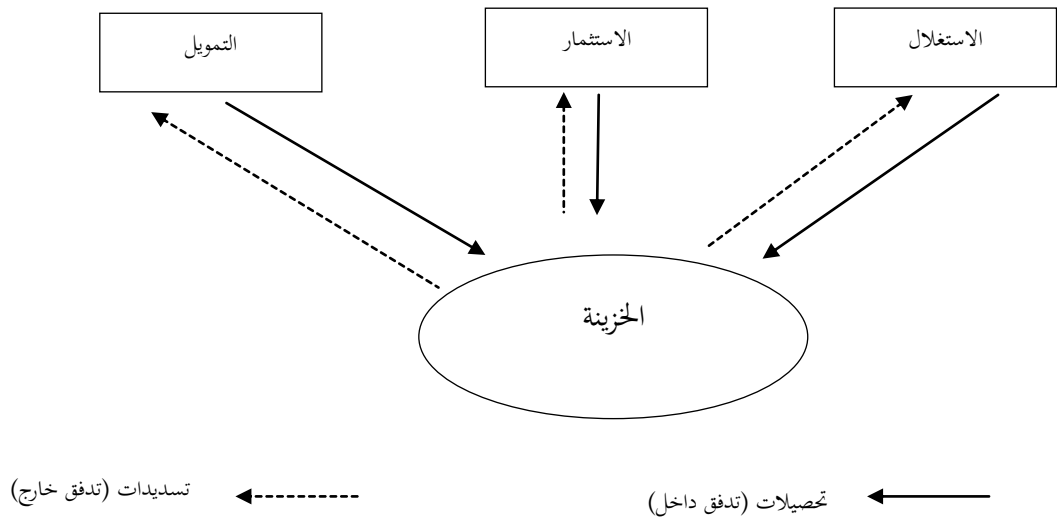 الاستغلال
الاستثمار
التمويل
الخزينة
تحصيلات (تدفق داخل)
تسديدات (تدفق خارج)